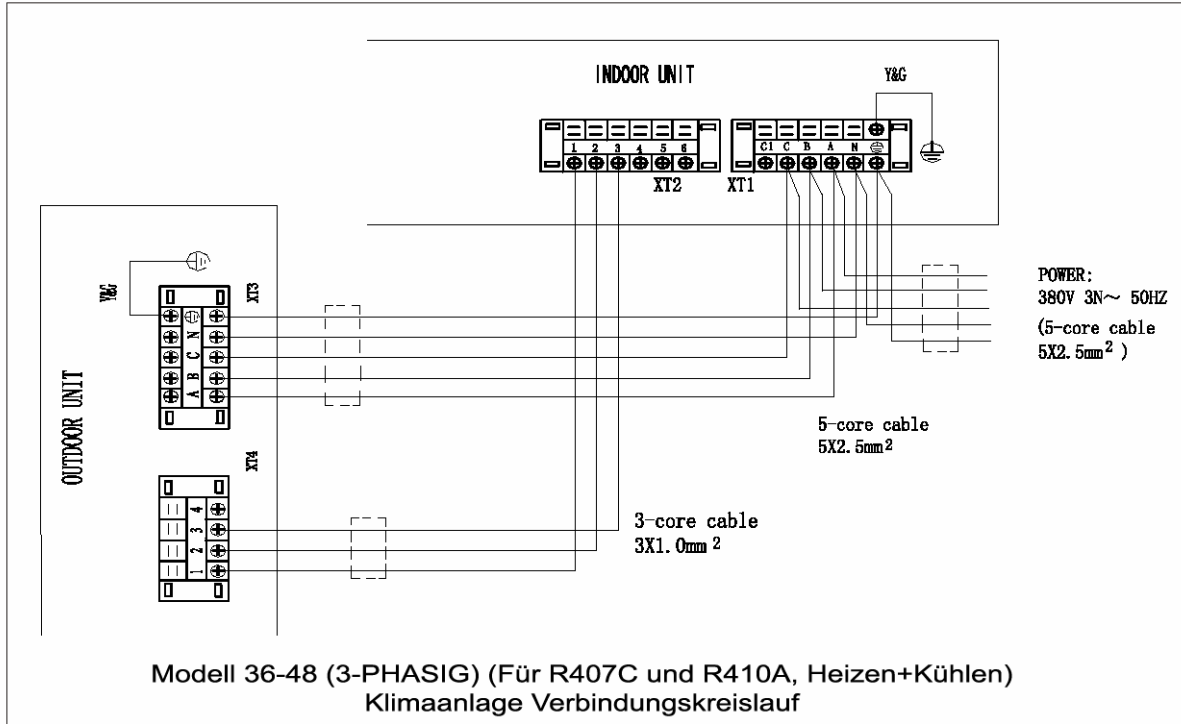 INDOOR UNIT
Y&G
1 2 3 4 5 6
C1 C B A N
XT2
XT1
Y&G
XT3
N
C
B
A
OUTDOOR UNIT
XT4
4
3
2
1
POWER:
380V 3N～ 50HZ
(5-core cable
5X2.5mm²)
5-core cable
5X2.5mm²
3-core cable
3X1.0mm²
Modell 36-48 (3-PHASIG) (Für R407C und R410A, Heizen+Kühlen)
Klimaanlage Verbindungskreislauf